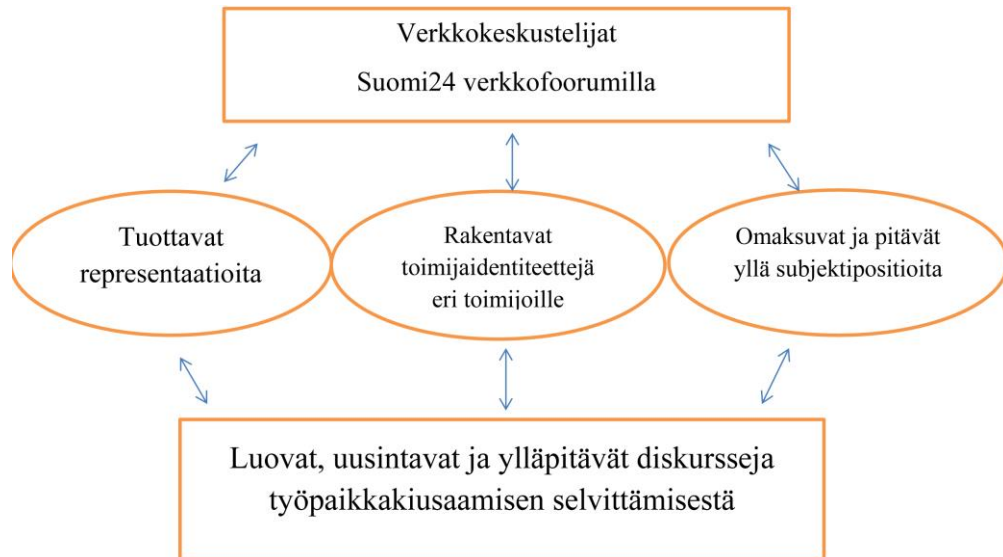 Verkkokeskustelijat
Suomi24 verkkofoorumilla
Tuottavat
representaatioita
Rakentavat
toimijaidentiteettejä
eri toimijoille
Omaksuvat ja pitävät
yllä subjektipositioita
Luovat, uusintavat ja ylläpitävät diskursseja
työpaikkakiusaamisen selvittämisestä